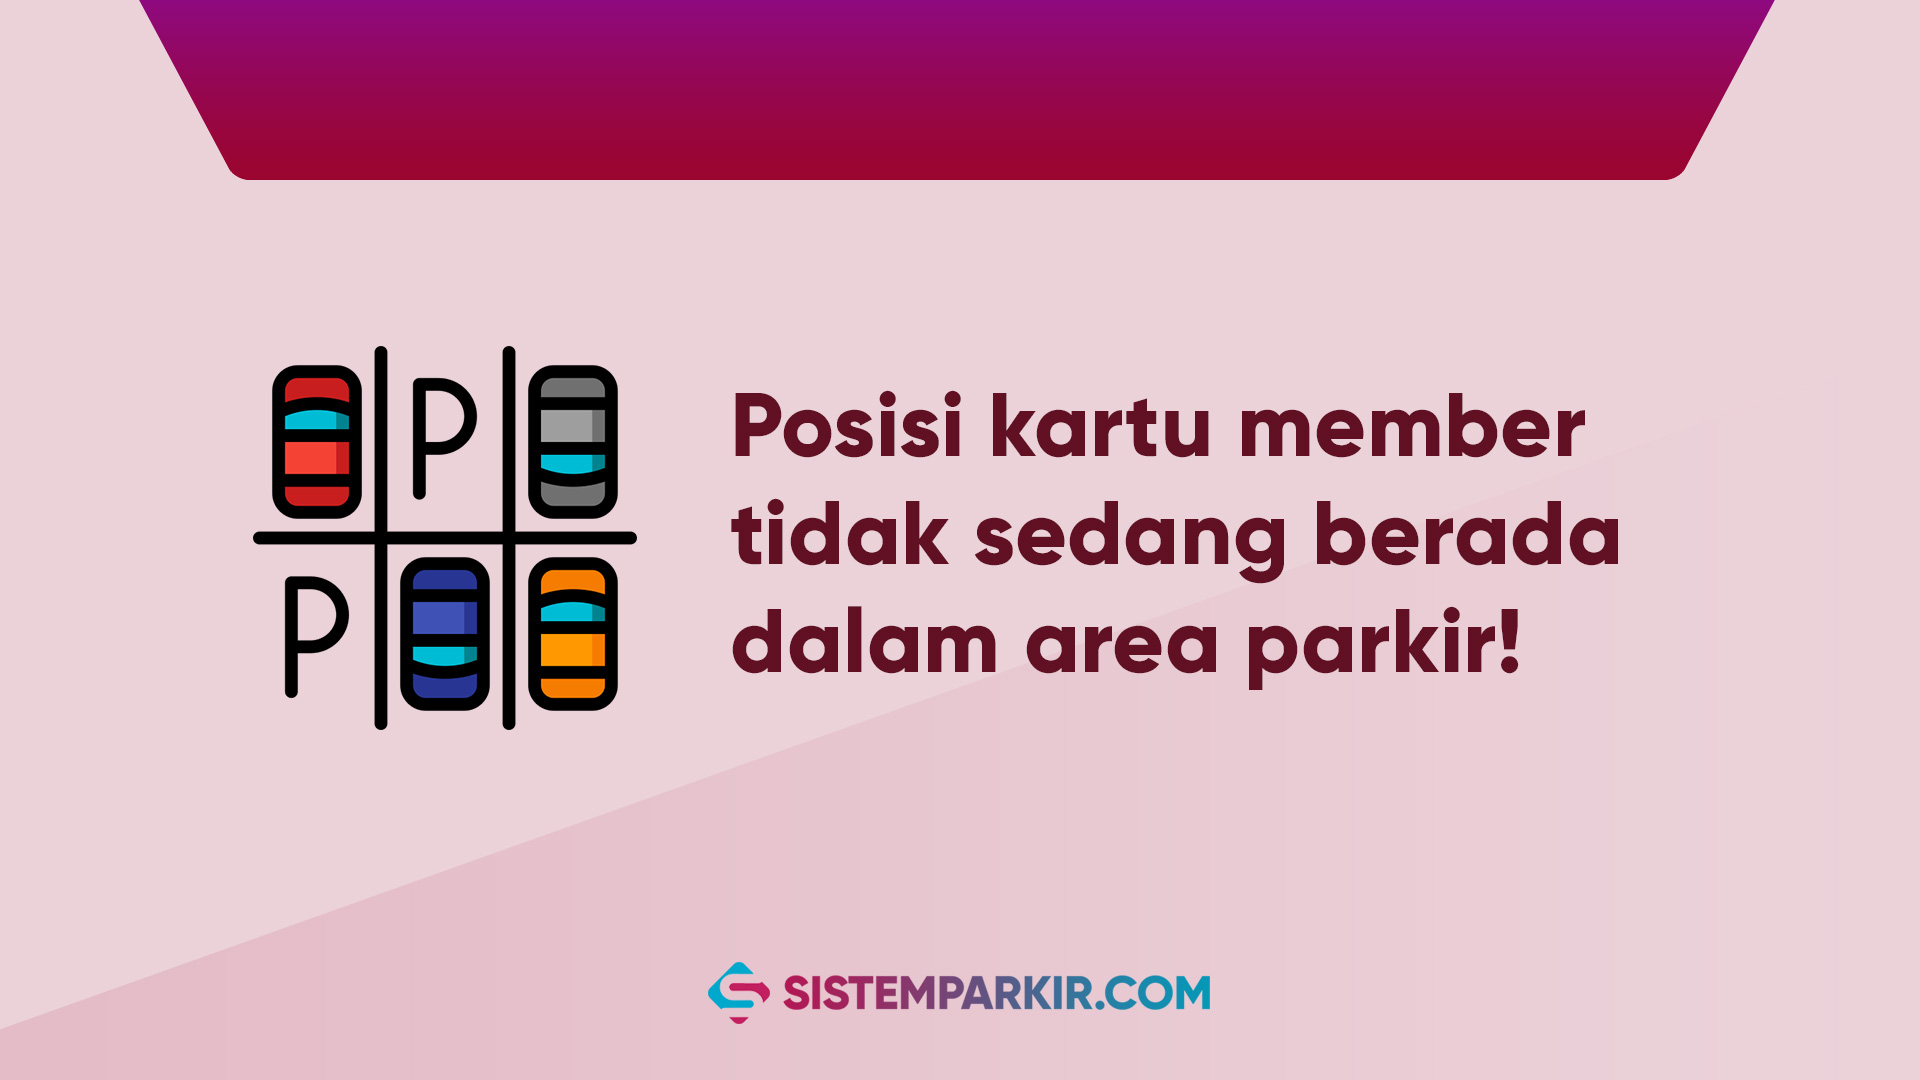 P
P
Posisi kartu member
tidak sedang berada
dalam area parkir!
SISTEMPARKIR.COM